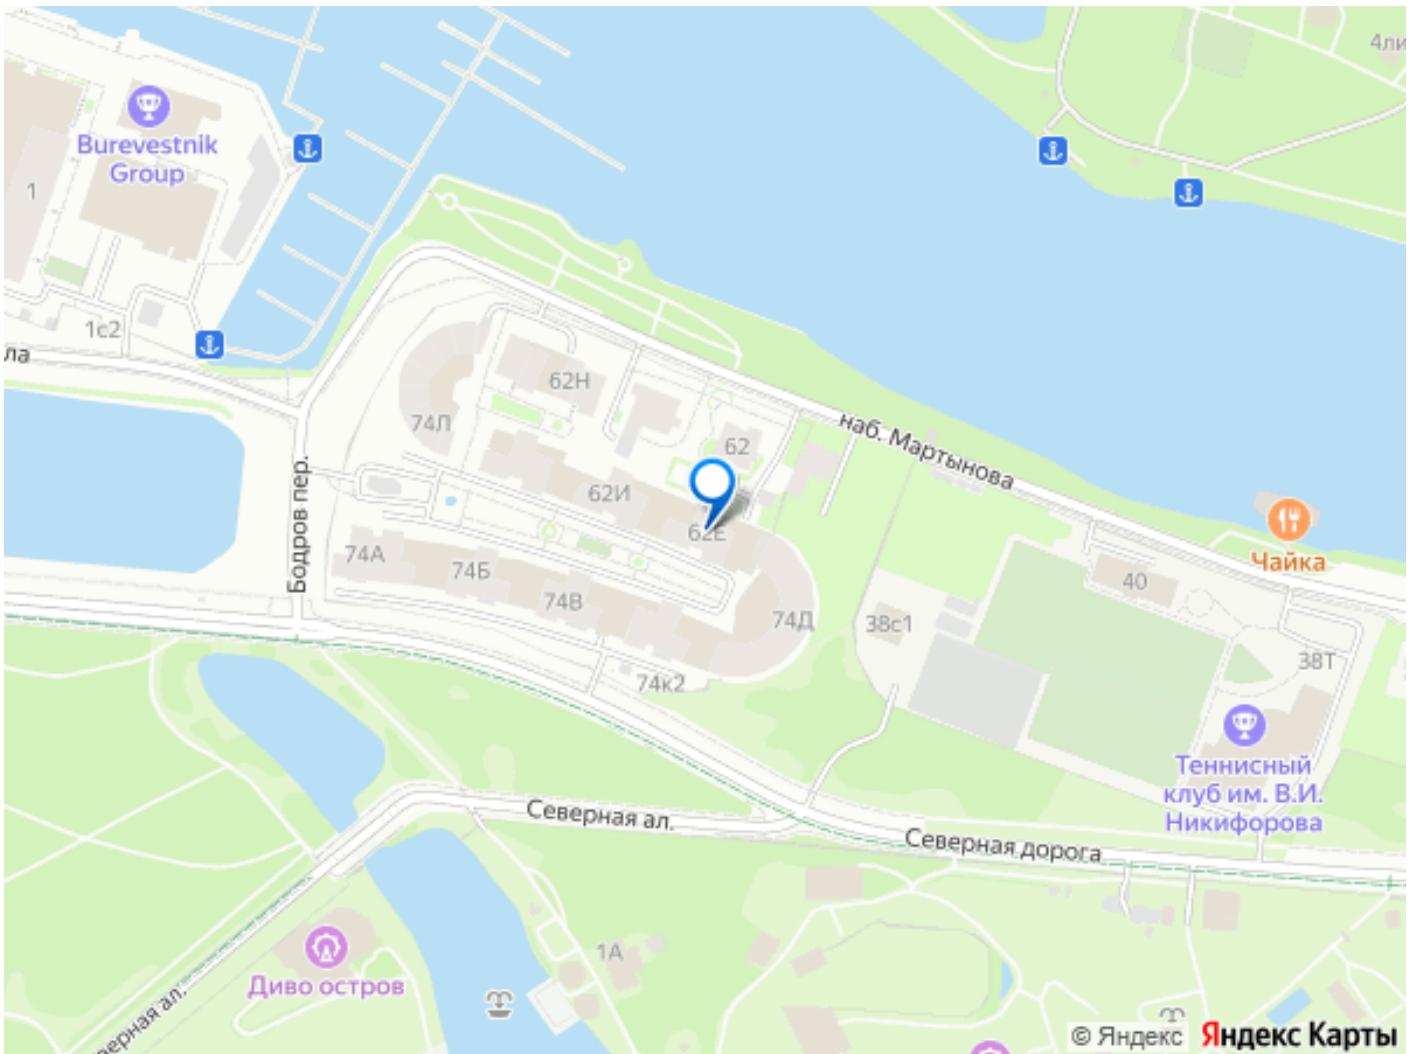 4ли
Burevestnik
Group
1
1с2
ла
62Н
74Л
62
наб. Мартынова
62И
62Е
Бодров пер.
74А
74Б
74В
74Д
74к2
38с1
40
Чайка
38Т
Теннисный
клуб им. В.И.
Никифорова
Северная ал.
Северная дорога
1А
Диво остров
верная ал.
© Яндекс Яндекс Карты